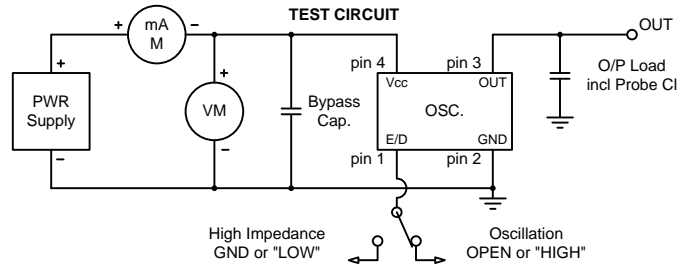 TEST CIRCUIT
+ mA M −
OUT
+
PWR Supply
−
+
VM
−
Bypass
Cap.
pin 4
pin 3
Vcc
OUT
OSC.
E/D
GND
pin 1
pin 2
O/P Load
incl Probe Cl
High Impedance
GND or "LOW"
Oscillation
OPEN or "HIGH"